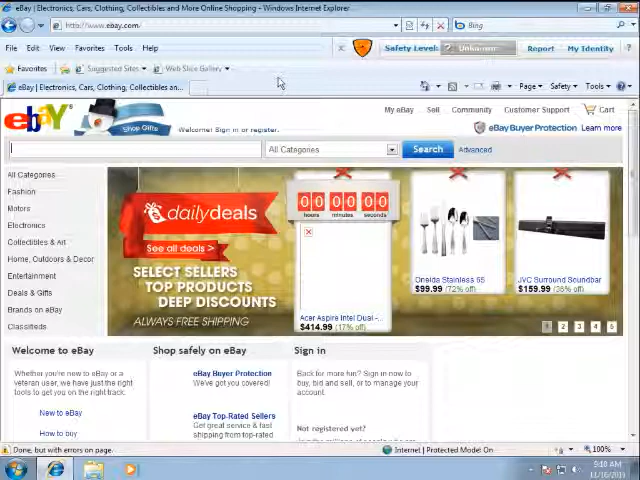 eBay | Electronics, Cars, Clothing, Collectibles and More Online Shopping - Windows Internet Explorer
http://www.ebay.com
Bing
File Edit View Favorites Tools Help
Safety Level: Unknown Report My Identity
Favorites Suggested Sites Web Slice Gallery
eBay | Electronics, Cars, Clothing, Collectibles an...
Page Safety Tools
My eBay Sell Community Customer Support Cart
ebay Shop Gifts Welcome! Sign in or register.
eBay Buyer Protection Learn more
All Categories Search Advanced
All Categories
Fashion
Motors
Electronics
Collectibles & Art
Home, Outdoors & Decor
Entertainment
Deals & Gifts
Brands on eBay
Classifieds
dailydeals
See all deals >
SELECT SELLERS
TOP PRODUCTS
DEEP DISCOUNTS
ALWAYS FREE SHIPPING
00 00 00
hours minutes seconds
Acer Aspire Intel Dual -...
$414.99 (17% off)
Oneida Stainless 65
$99.99 (72% off)
JVC Surround Soundbar
$159.99 (36% off)
1 2 3 4 5
Welcome to eBay
Whether you're new to eBay or a
veteran user, we have just the right
tools to get you on the right track.
New to eBay
How to buy
Shop safely on eBay
eBay Buyer Protection
We've got you covered!
eBay Top-Rated Sellers
Get great service & fast
shipping from top-rated
Sign in
Back for more fun? Sign in now to
buy, bid and sell, or to manage your
account.
Not registered yet?
Done, but with errors on page.
Internet | Protected Mode: On
100%
9:10 AM